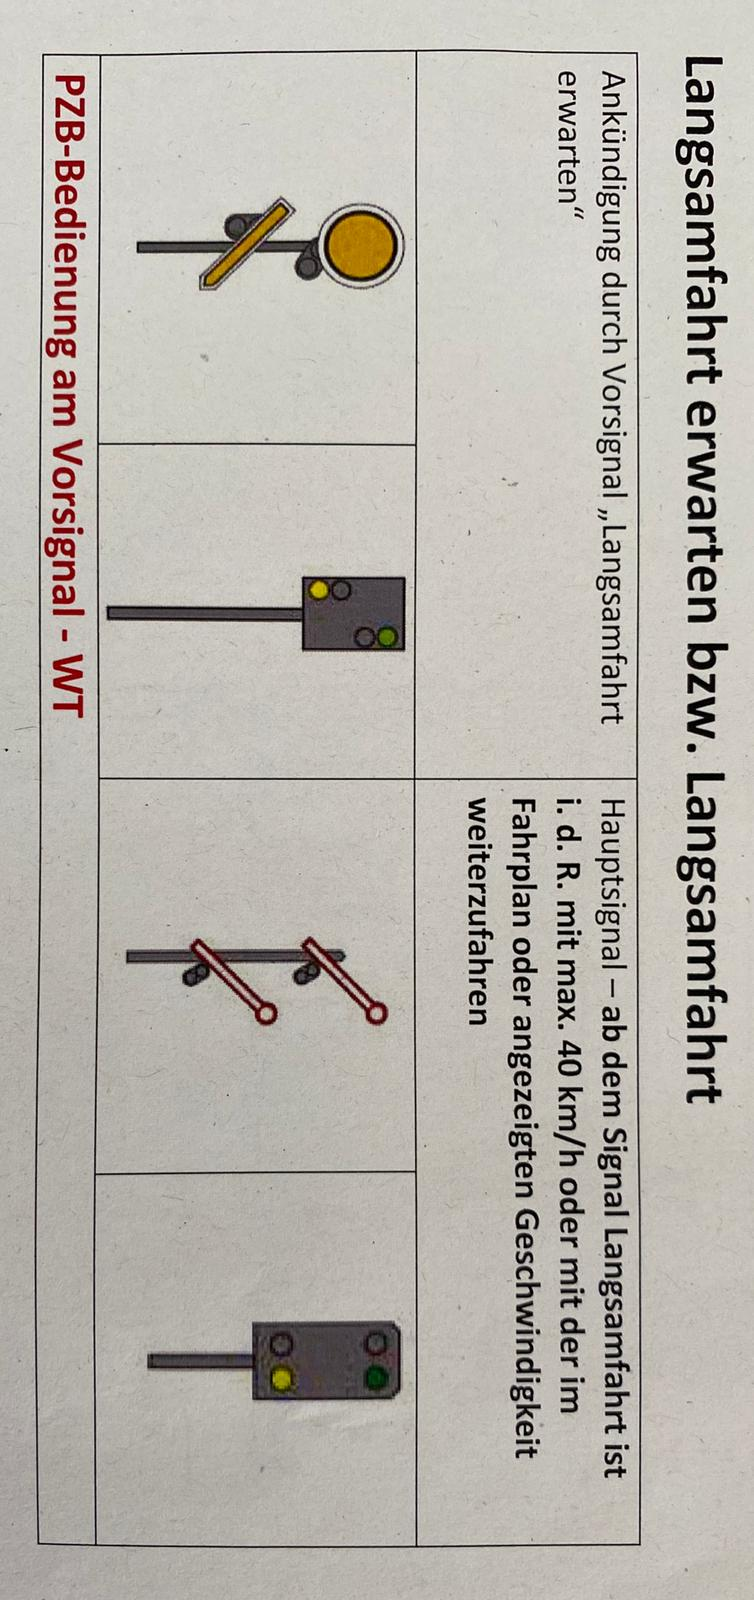 Langsamfahrt erwarten bzw. Langsamfahrt
Ankündigung durch Vorsignal „Langsamfahrt
erwarten“
Hauptsignal – ab dem Signal Langsamfahrt ist
i. d. R. mit max. 40 km/h oder mit der im
Fahrplan oder angezeigten Geschwindigkeit
weiterzufahren
PZB-Bedienung am Vorsignal - WT